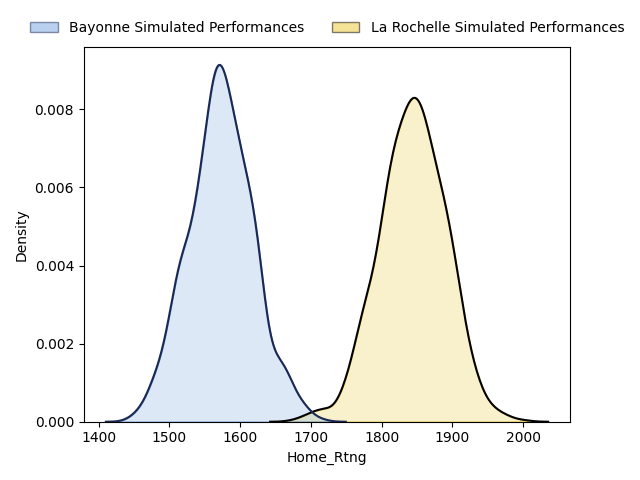 Bayonne Simulated Performances La Rochelle Simulated Performances
0.008
0.006
0.004
0.002
0.000
Density
1400 1500 1600 1700 1800 1900 2000
Home_Rtng